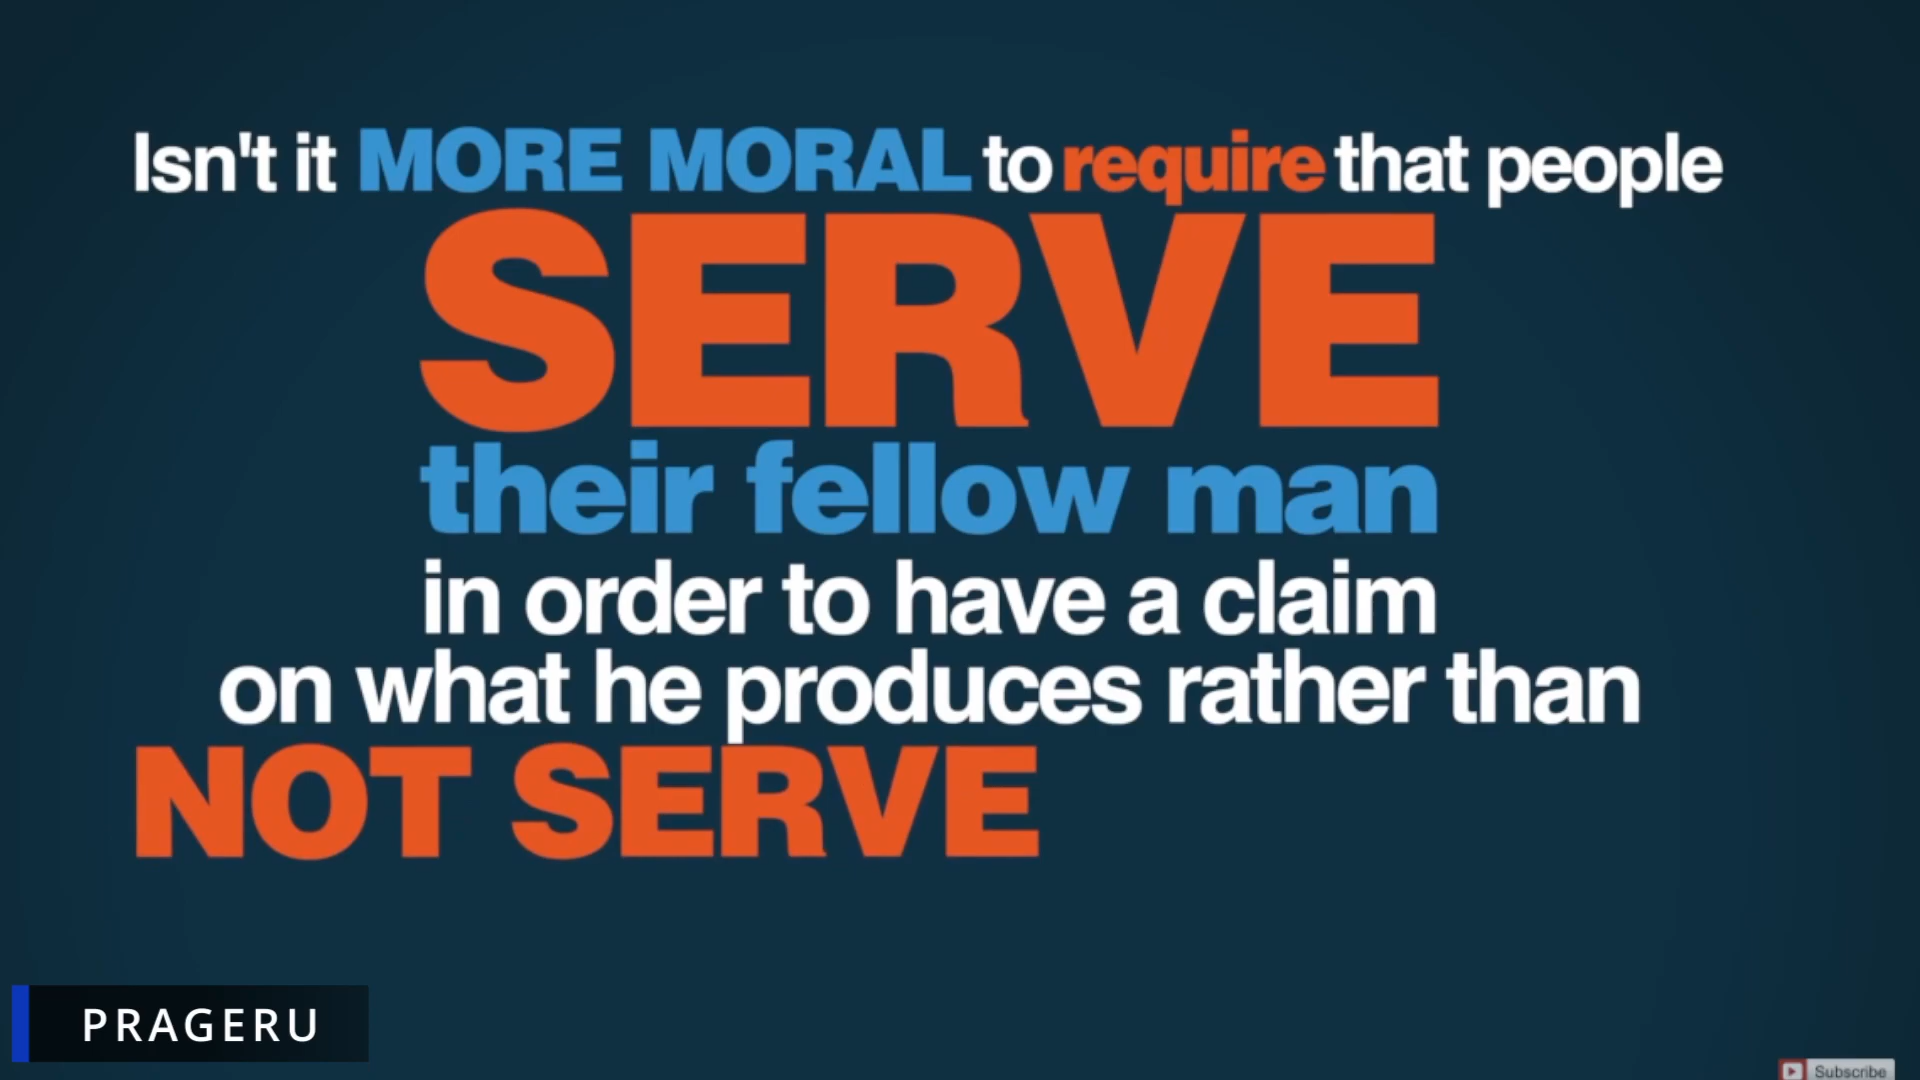 Isn't it MORE MORAL to require that people
SERVE
their fellow man
in order to have a claim
on what he produces rather than
NOT SERVE
PRAGERU
Subscribe